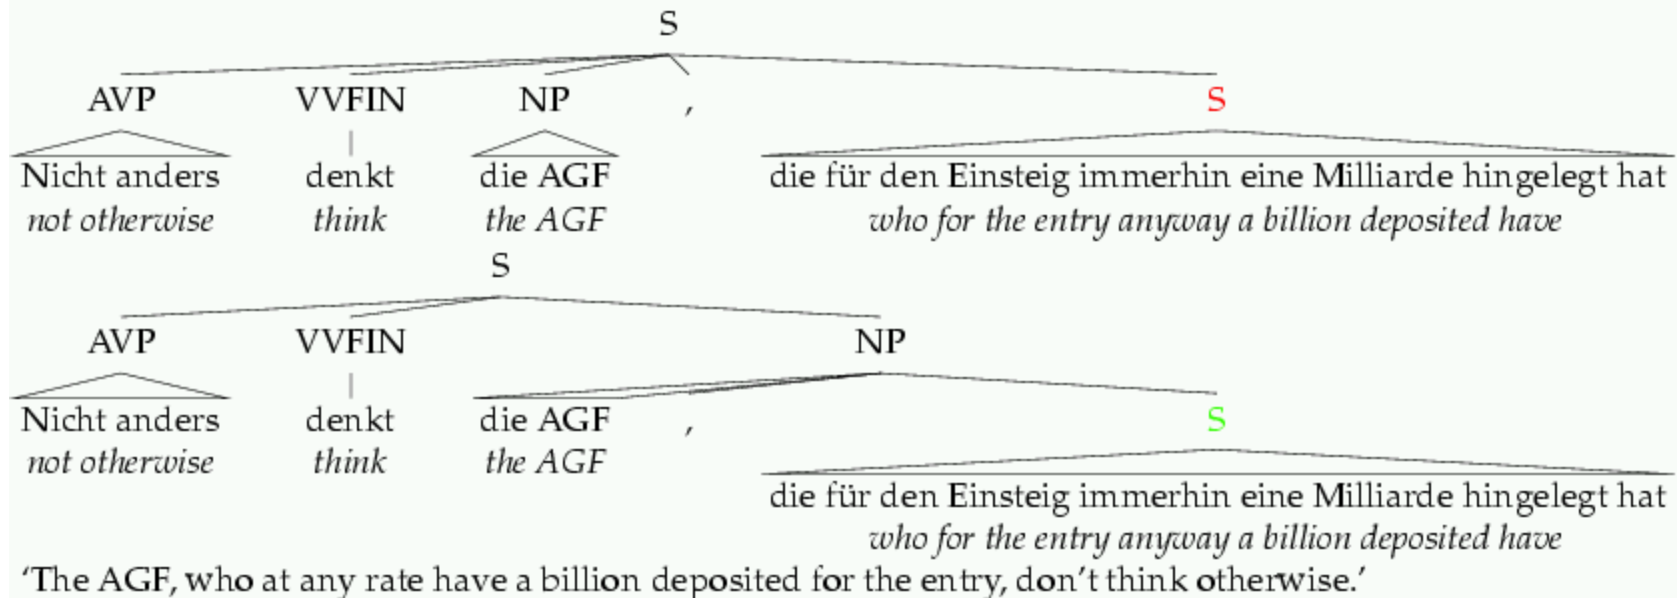 S
AVP VVFIN NP , S
Nicht anders denkt die AGF die für den Einsteig immerhin eine Milliarde hingelegt hat
not otherwise think the AGF who for the entry anyway a billion deposited have
S
AVP VVFIN NP
Nicht anders denkt die AGF , S
not otherwise think the AGF
die für den Einsteig immerhin eine Milliarde hingelegt hat
who for the entry anyway a billion deposited have
‘The AGF, who at any rate have a billion deposited for the entry, don’t think otherwise.’